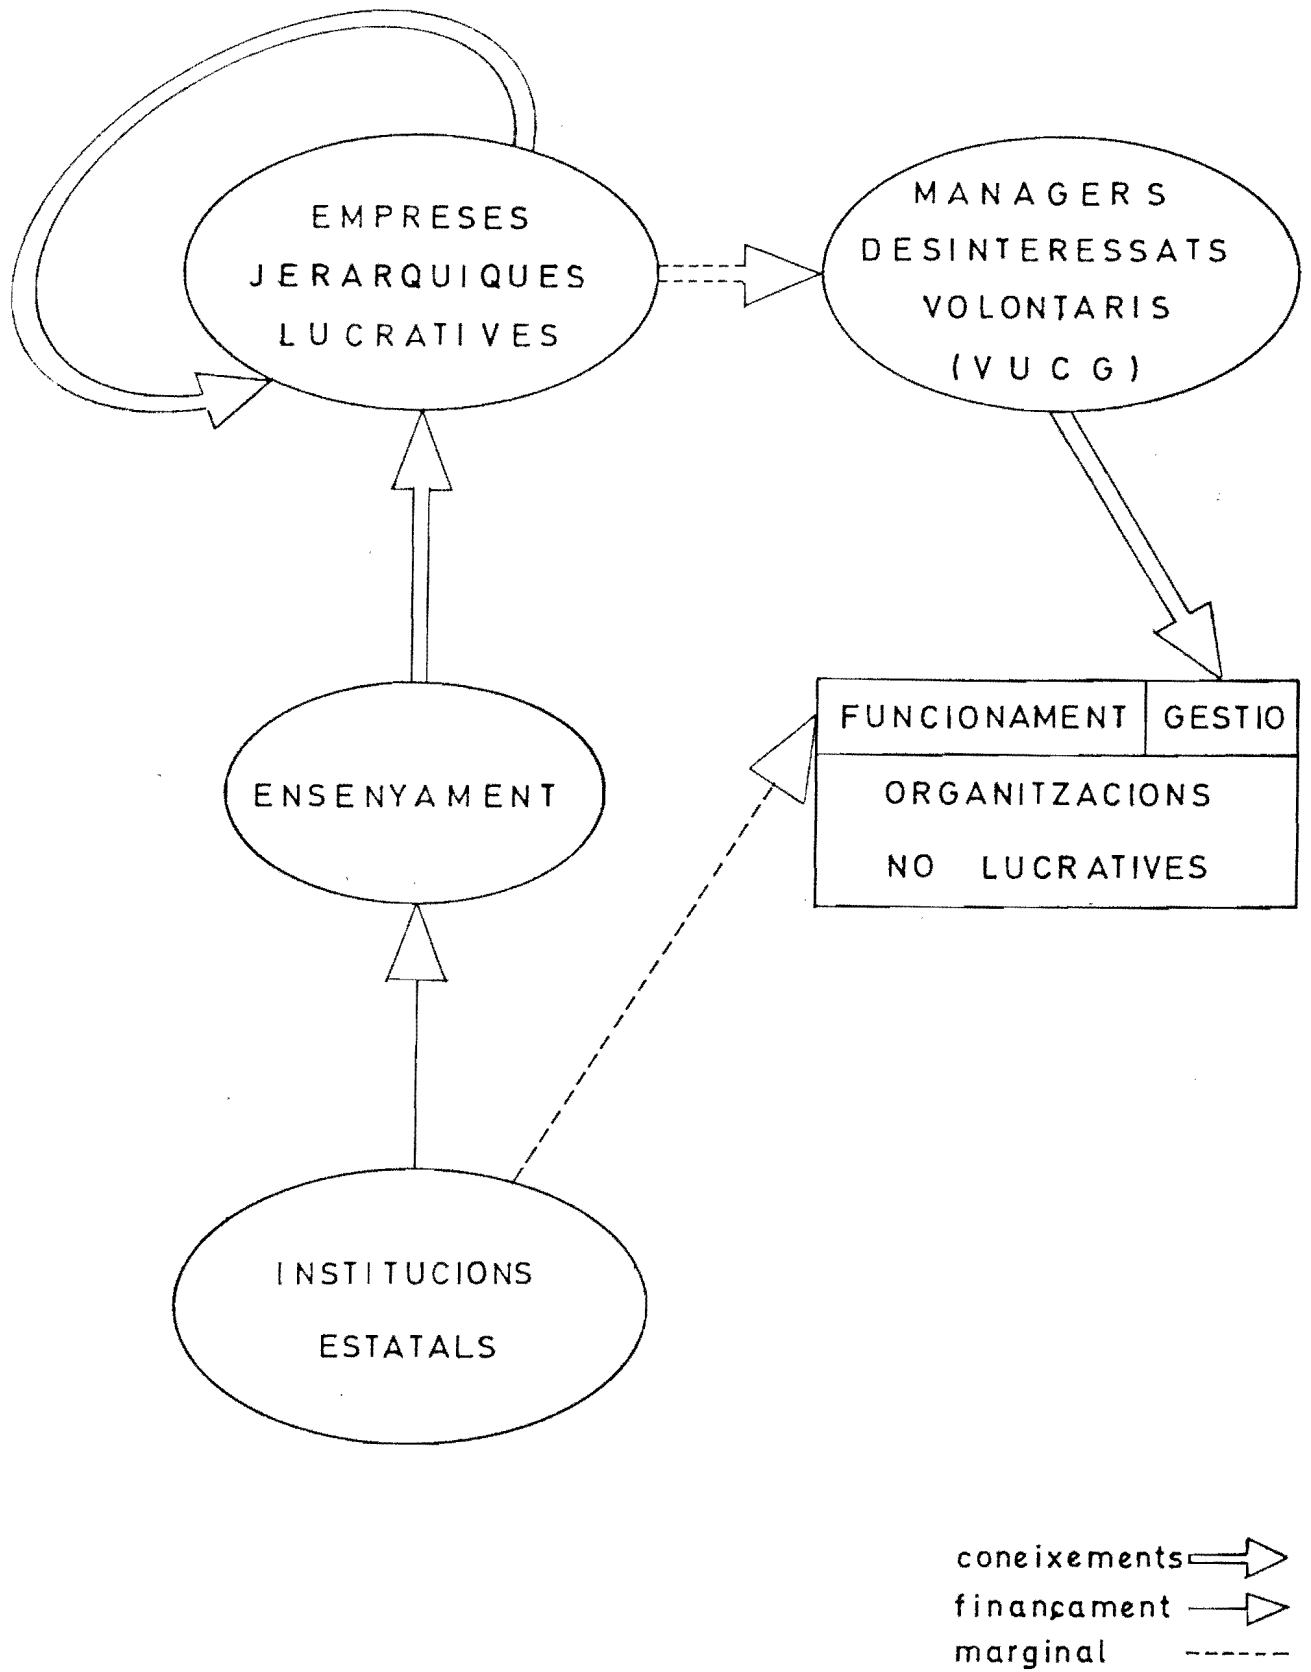 EMPRESES
JERARQUIQUES
LUCRATIVES
MANAGERS
DESINTERESSATS
VOLONTARIS
(VUCG)
FUNCIONAMENT GESTIO
ORGANITZACIONS
NO LUCRATIVES
ENSENYAMENT
INSTITUCIONS
ESTATALS
coneixements
finançament
marginal